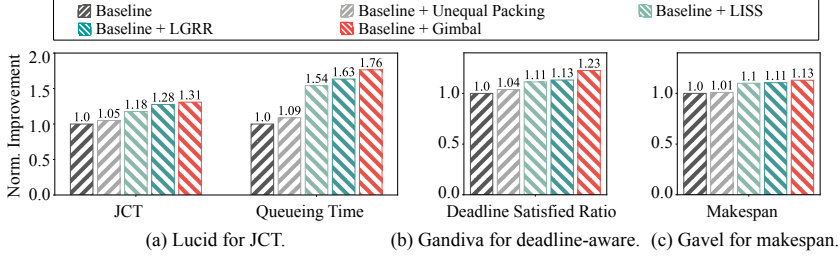 Baseline Baseline + Unequal Packing Baseline + LISS
Baseline + LGRR Baseline + Gimbal
Norm. Improvement
2.0
1.5
1.0
0.5
0.0
1.0 1.05 1.18 1.28 1.31
1.0 1.09 1.54 1.63 1.76
JCT Queueing Time
(a) Lucid for JCT.
1.0
0.5
0.0
1.0 1.04 1.11 1.13 1.23
Deadline Satisfied Ratio
(b) Gandiva for deadline-aware.
1.0
0.5
0.0
1.0 1.01 1.1 1.11 1.13
Makespan
(c) Gavel for makespan.